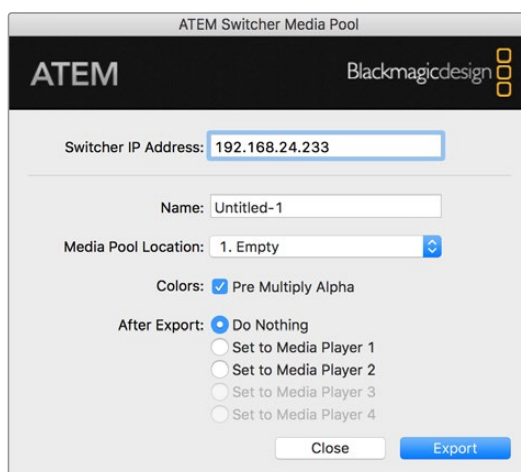 ATEM Switcher Media Pool
ATEM
Blackmagicdesign
Switcher IP Address: 192.168.24.233
Name: Untitled-1
Media Pool Location: 1. Empty
Colors: Pre Multiply Alpha
After Export: Do Nothing
Set to Media Player 1
Set to Media Player 2
Set to Media Player 3
Set to Media Player 4
Close Export